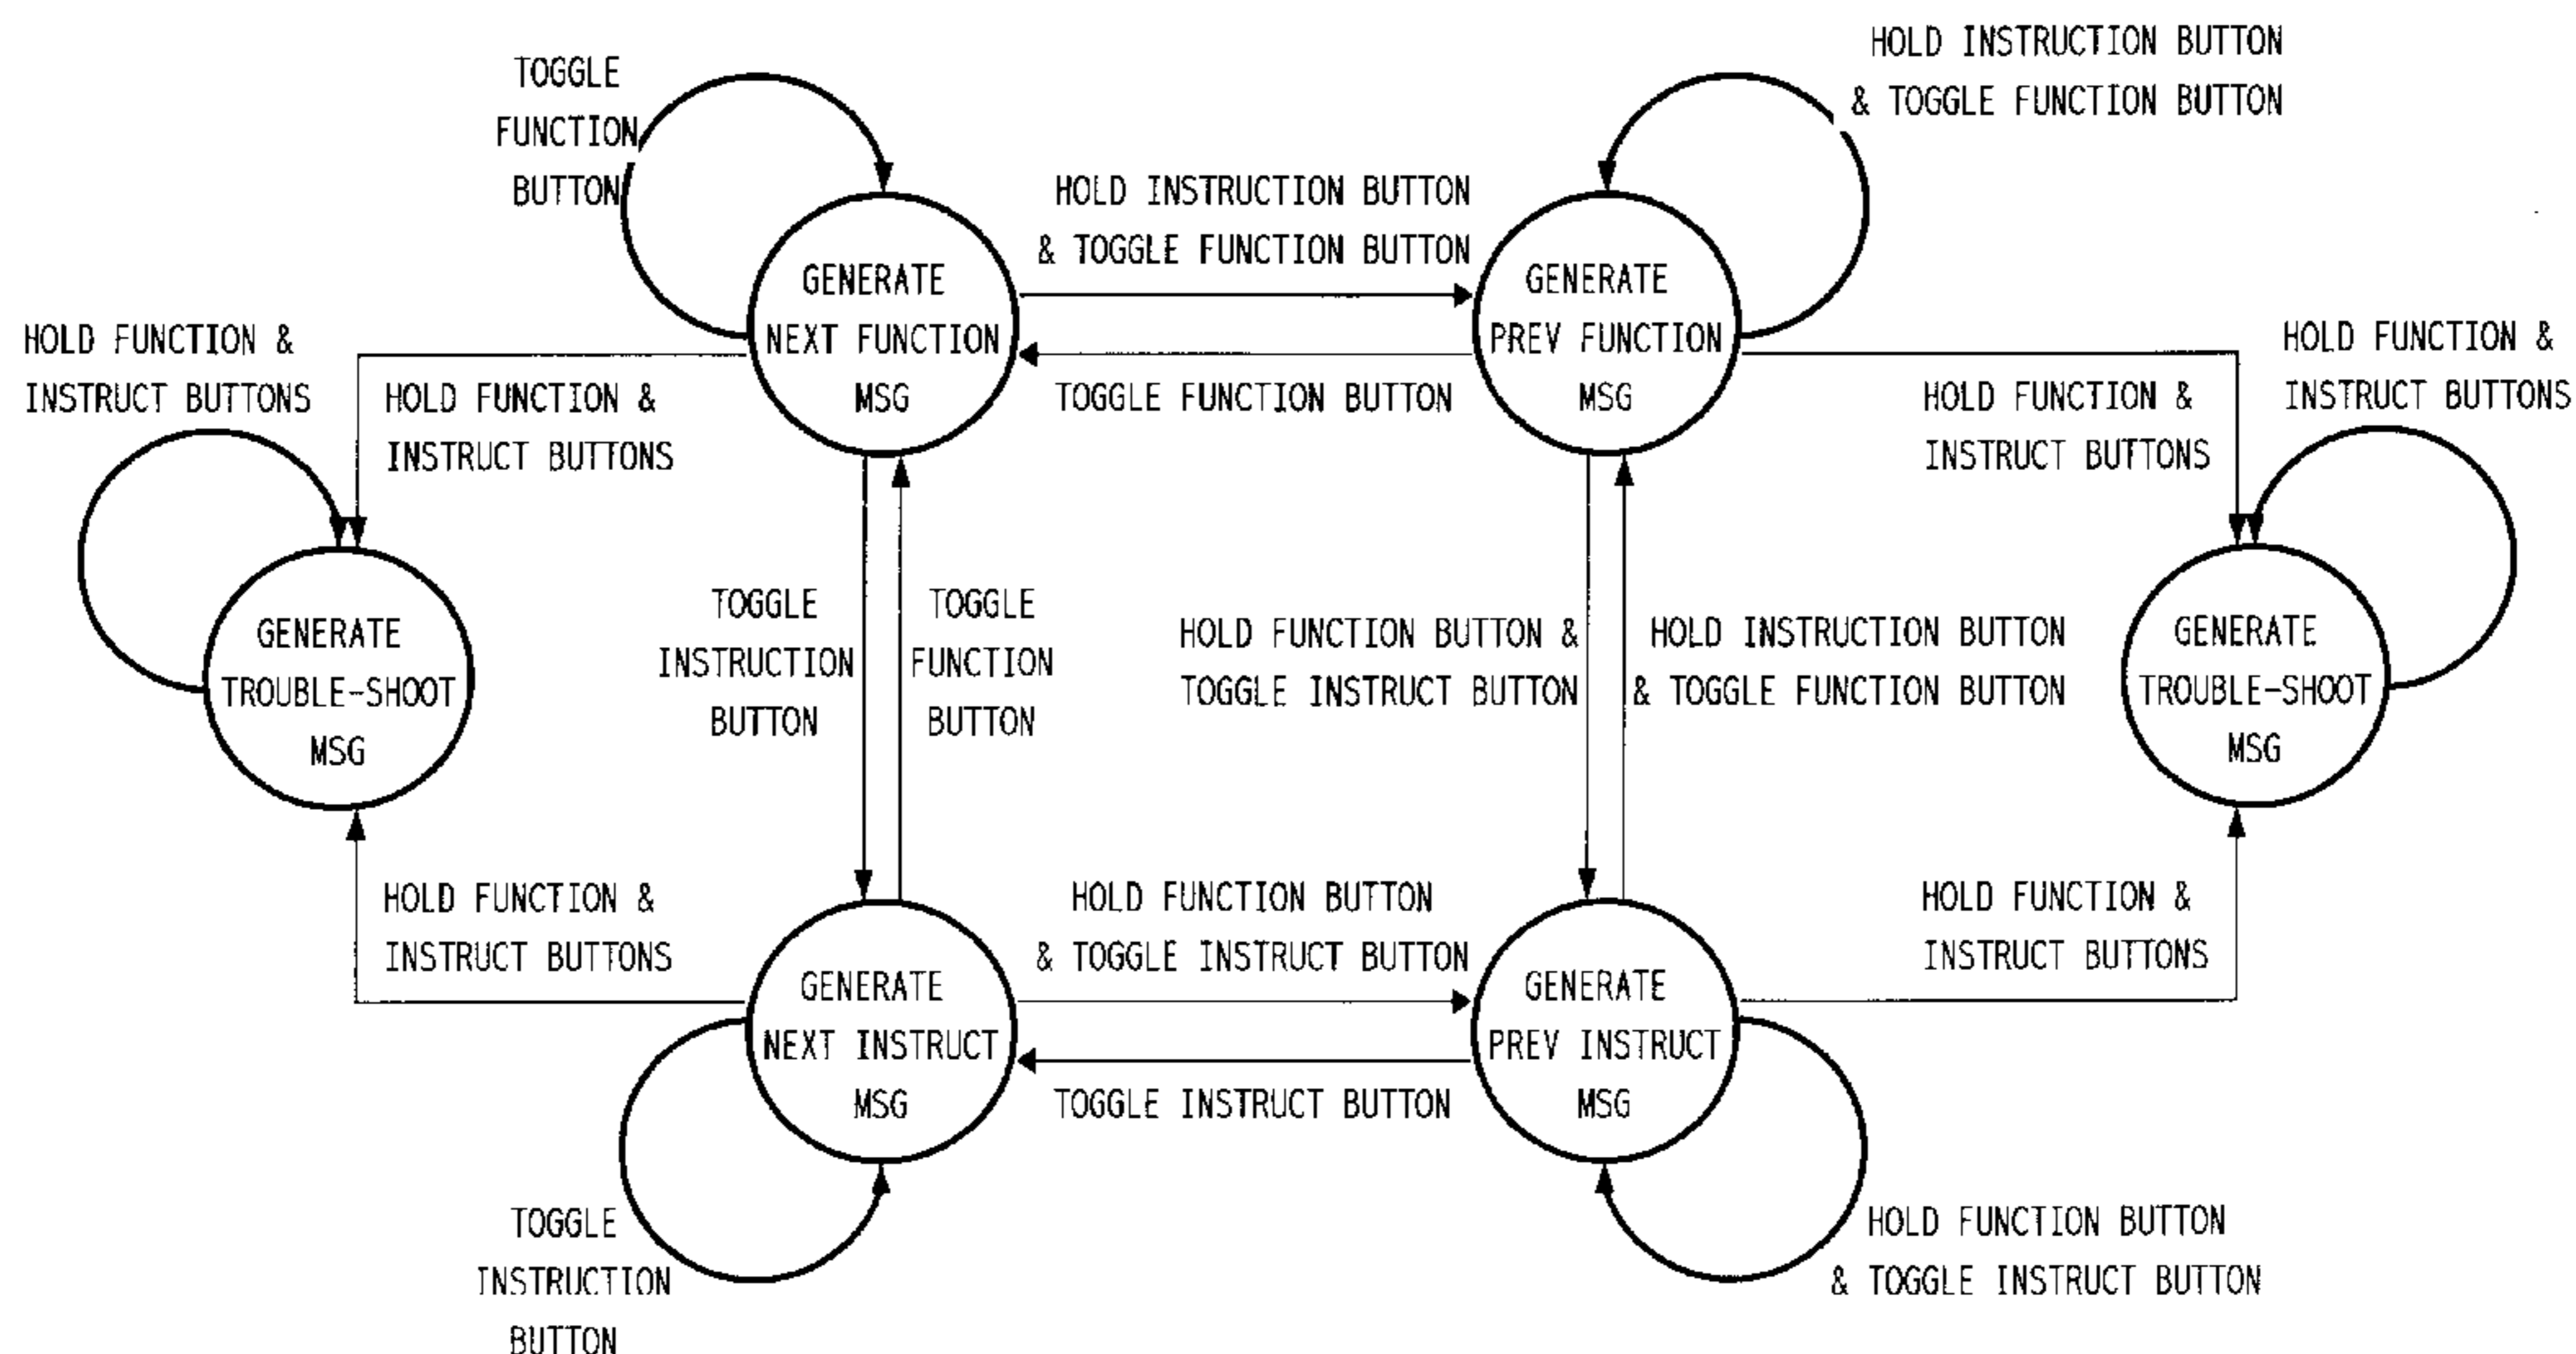 TOGGLE
FUNCTION
BUTTON
HOLD INSTRUCTION BUTTON
& TOGGLE FUNCTION BUTTON
HOLD INSTRUCTION BUTTON
& TOGGLE FUNCTION BUTTON
GENERATE
NEXT FUNCTION
MSG
GENERATE
PREV FUNCTION
MSG
TOGGLE FUNCTION BUTTON
HOLD FUNCTION &
INSTRUCT BUTTONS
HOLD FUNCTION &
INSTRUCT BUTTONS
HOLD FUNCTION &
INSTRUCT BUTTONS
HOLD FUNCTION &
INSTRUCT BUTTONS
GENERATE
TROUBLE-SHOOT
MSG
TOGGLE
INSTRUCTION
BUTTON
TOGGLE
FUNCTION
BUTTON
HOLD FUNCTION BUTTON &
TOGGLE INSTRUCT BUTTON
HOLD INSTRUCTION BUTTON
& TOGGLE FUNCTION BUTTON
GENERATE
TROUBLE-SHOOT
MSG
HOLD FUNCTION &
INSTRUCT BUTTONS
HOLD FUNCTION BUTTON
& TOGGLE INSTRUCT BUTTON
HOLD FUNCTION &
INSTRUCT BUTTONS
GENERATE
NEXT INSTRUCT
MSG
GENERATE
PREV INSTRUCT
MSG
TOGGLE INSTRUCT BUTTON
TOGGLE
INSTRUCTION
BUTTON
HOLD FUNCTION BUTTON
& TOGGLE INSTRUCT BUTTON